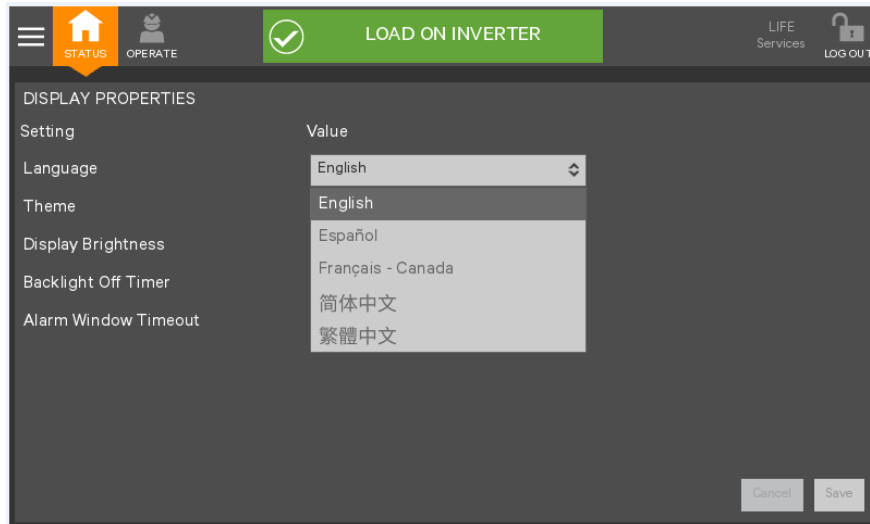 LOAD ON INVERTER
LIFE
Services
STATUS
OPERATE
LOG OUT
DISPLAY PROPERTIES
Setting Value
Language English
Theme English
Display Brightness Español
Backlight Off Timer Français - Canada
简体中文
Alarm Window Timeout 繁體中文
Cancel Save